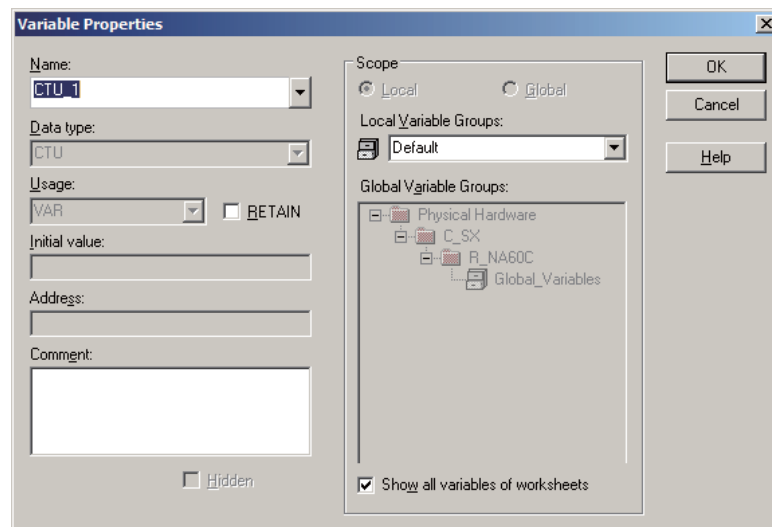 Variable Properties
Name:
CTU_1
Data type:
CTU
Usage:
VAR
RETAIN
Initial value:
Address:
Comment:
Hidden
Scope
Local
Global
Local Variable Groups:
Default
Global Variable Groups:
Physical Hardware
C_SX
R_NA60C
Global_Variables
Show all variables of worksheets
OK
Cancel
Help